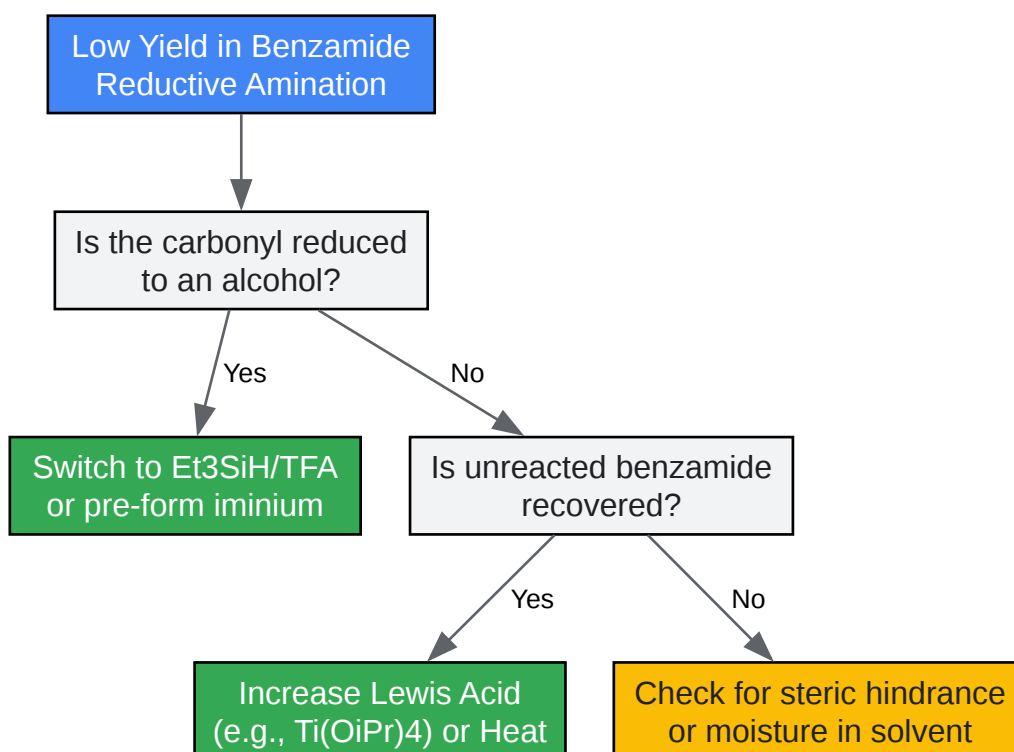 Low Yield in Benzamide
Reductive Amination
Is the carbonyl reduced
to an alcohol?
Yes
No
Switch to Et3SiH/TFA
or pre-form iminium
Is unreacted benzamide
recovered?
Yes
No
Increase Lewis Acid
(e.g., Ti(OiPr)4) or Heat
Check for steric hindrance
or moisture in solvent